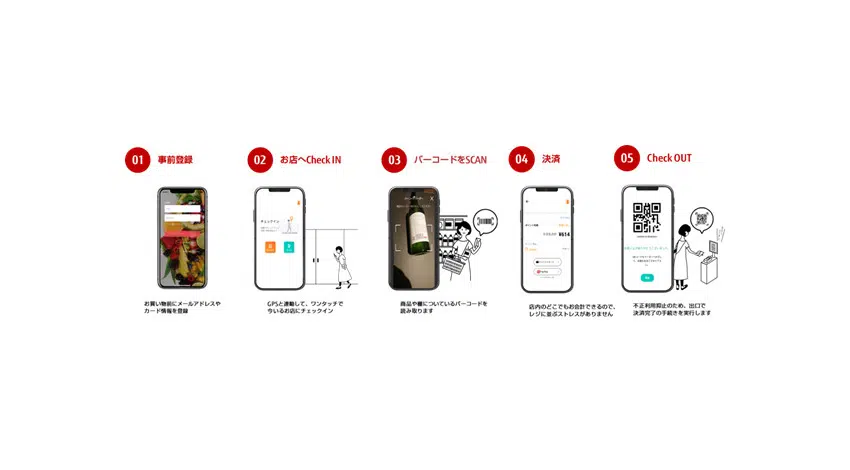 01 事前登録
お買い物前にメールアドレスや
カード情報を登録
02 お店へCheck IN
チェックイン
GPSと連動して、ワンタッチで
今いるお店にチェックイン
03 バーコードをSCAN
商品や棚についているバーコードを
読み取ります
04 決済
¥614
店内のどこでもお会計できるので、
レジに並ぶストレスがありません
05 Check OUT
不正利用抑止のため、出口で
決済完了の手続きを実行します